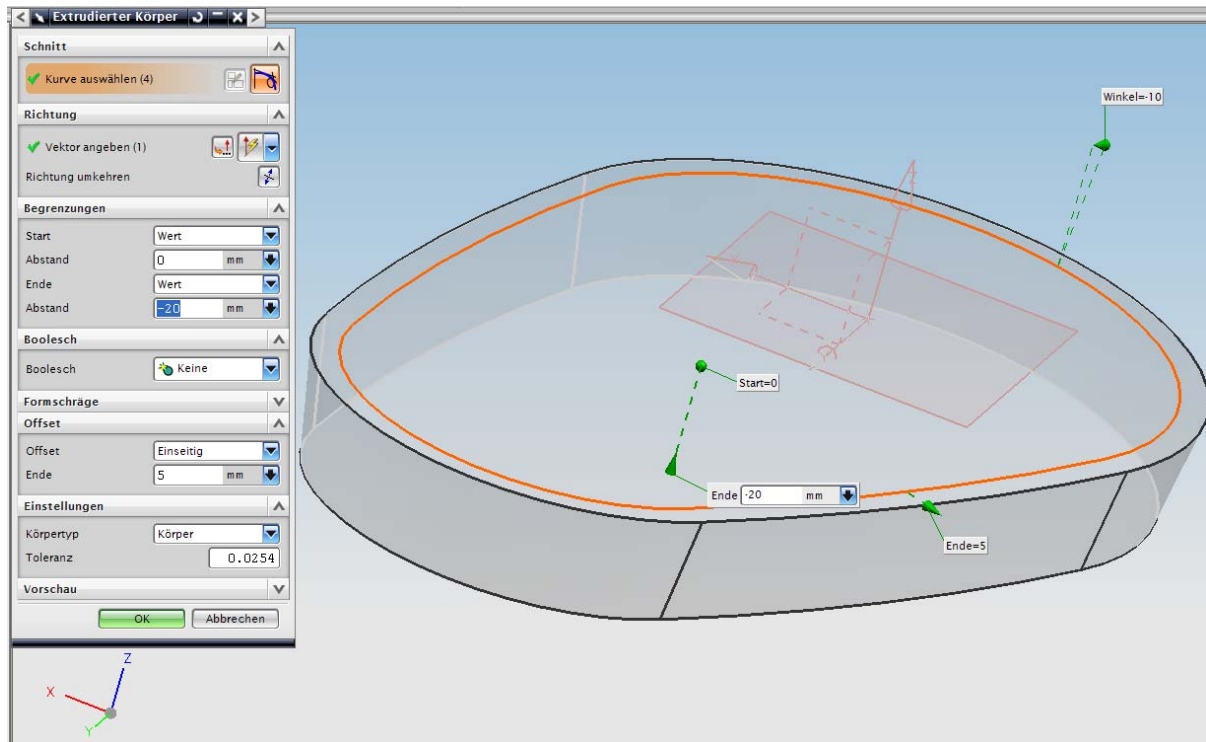 Extrudierter Körper
Schnitt
Kurve auswählen (4)
Richtung
Vektor angeben (1)
Richtung umkehren
Begrenzungen
Start Wert
Abstand 0 mm
Ende Wert
Abstand -20 mm
Boolesch
Boolesch Keine
Formschräge
Offset
Offset Einseitig
Ende 5 mm
Einstellungen
Körpertyp Körper
Toleranz 0.0254
Vorschau
OK Abbrechen
Winkel=-10
Start=0
Ende -20 mm
Ende=5
Z
X
Y